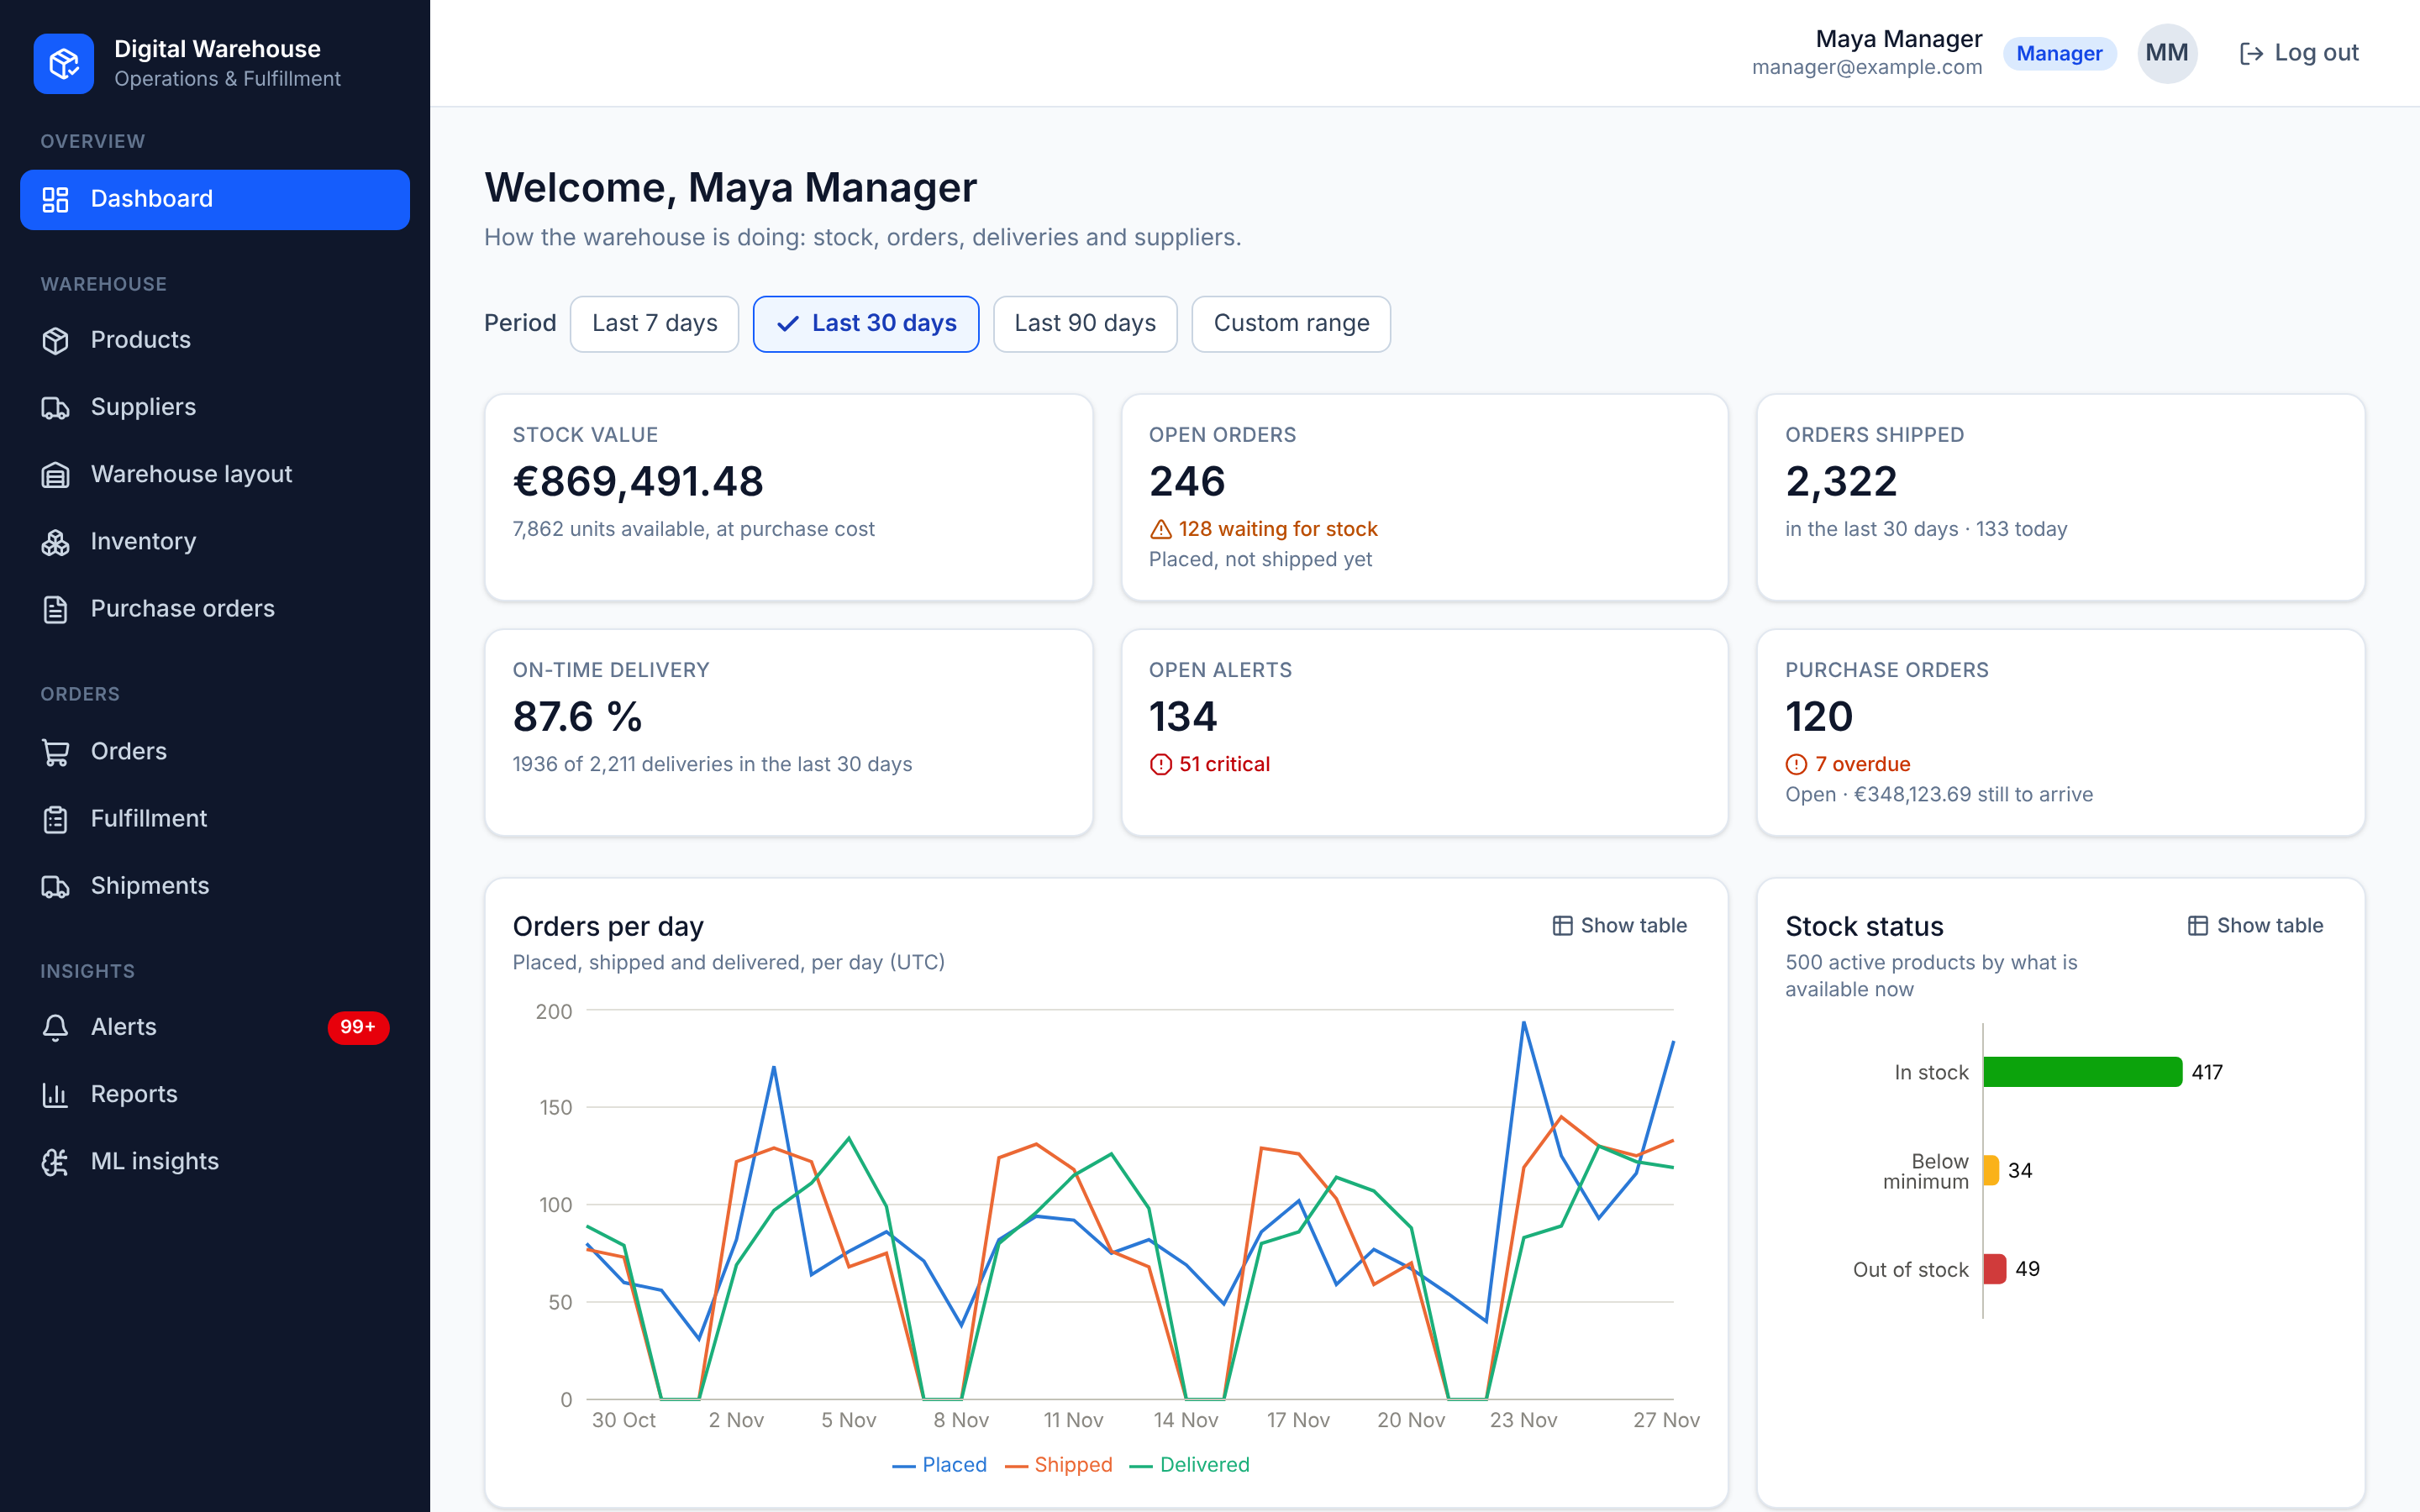 Digital Warehouse
Operations & Fulfillment
OVERVIEW
Dashboard
WAREHOUSE
Products
Suppliers
Warehouse layout
Inventory
Purchase orders
ORDERS
Orders
Fulfillment
Shipments
INSIGHTS
Alerts 99+
Reports
ML insights
Maya Manager
manager@example.com
Manager
MM
Log out
Welcome, Maya Manager
How the warehouse is doing: stock, orders, deliveries and suppliers.
Period Last 7 days Last 30 days Last 90 days Custom range
STOCK VALUE
€869,491.48
7,862 units available, at purchase cost
OPEN ORDERS
246
128 waiting for stock
Placed, not shipped yet
ORDERS SHIPPED
2,322
in the last 30 days · 133 today
ON-TIME DELIVERY
87.6 %
1936 of 2,211 deliveries in the last 30 days
OPEN ALERTS
134
51 critical
PURCHASE ORDERS
120
7 overdue
Open · €348,123.69 still to arrive
Orders per day
Show table
Placed, shipped and delivered, per day (UTC)
200
150
100
50
0
30 Oct 2 Nov 5 Nov 8 Nov 11 Nov 14 Nov 17 Nov 20 Nov 23 Nov 27 Nov
Placed Shipped Delivered
Stock status
Show table
500 active products by what is
available now
In stock 417
Below
minimum 34
Out of stock 49